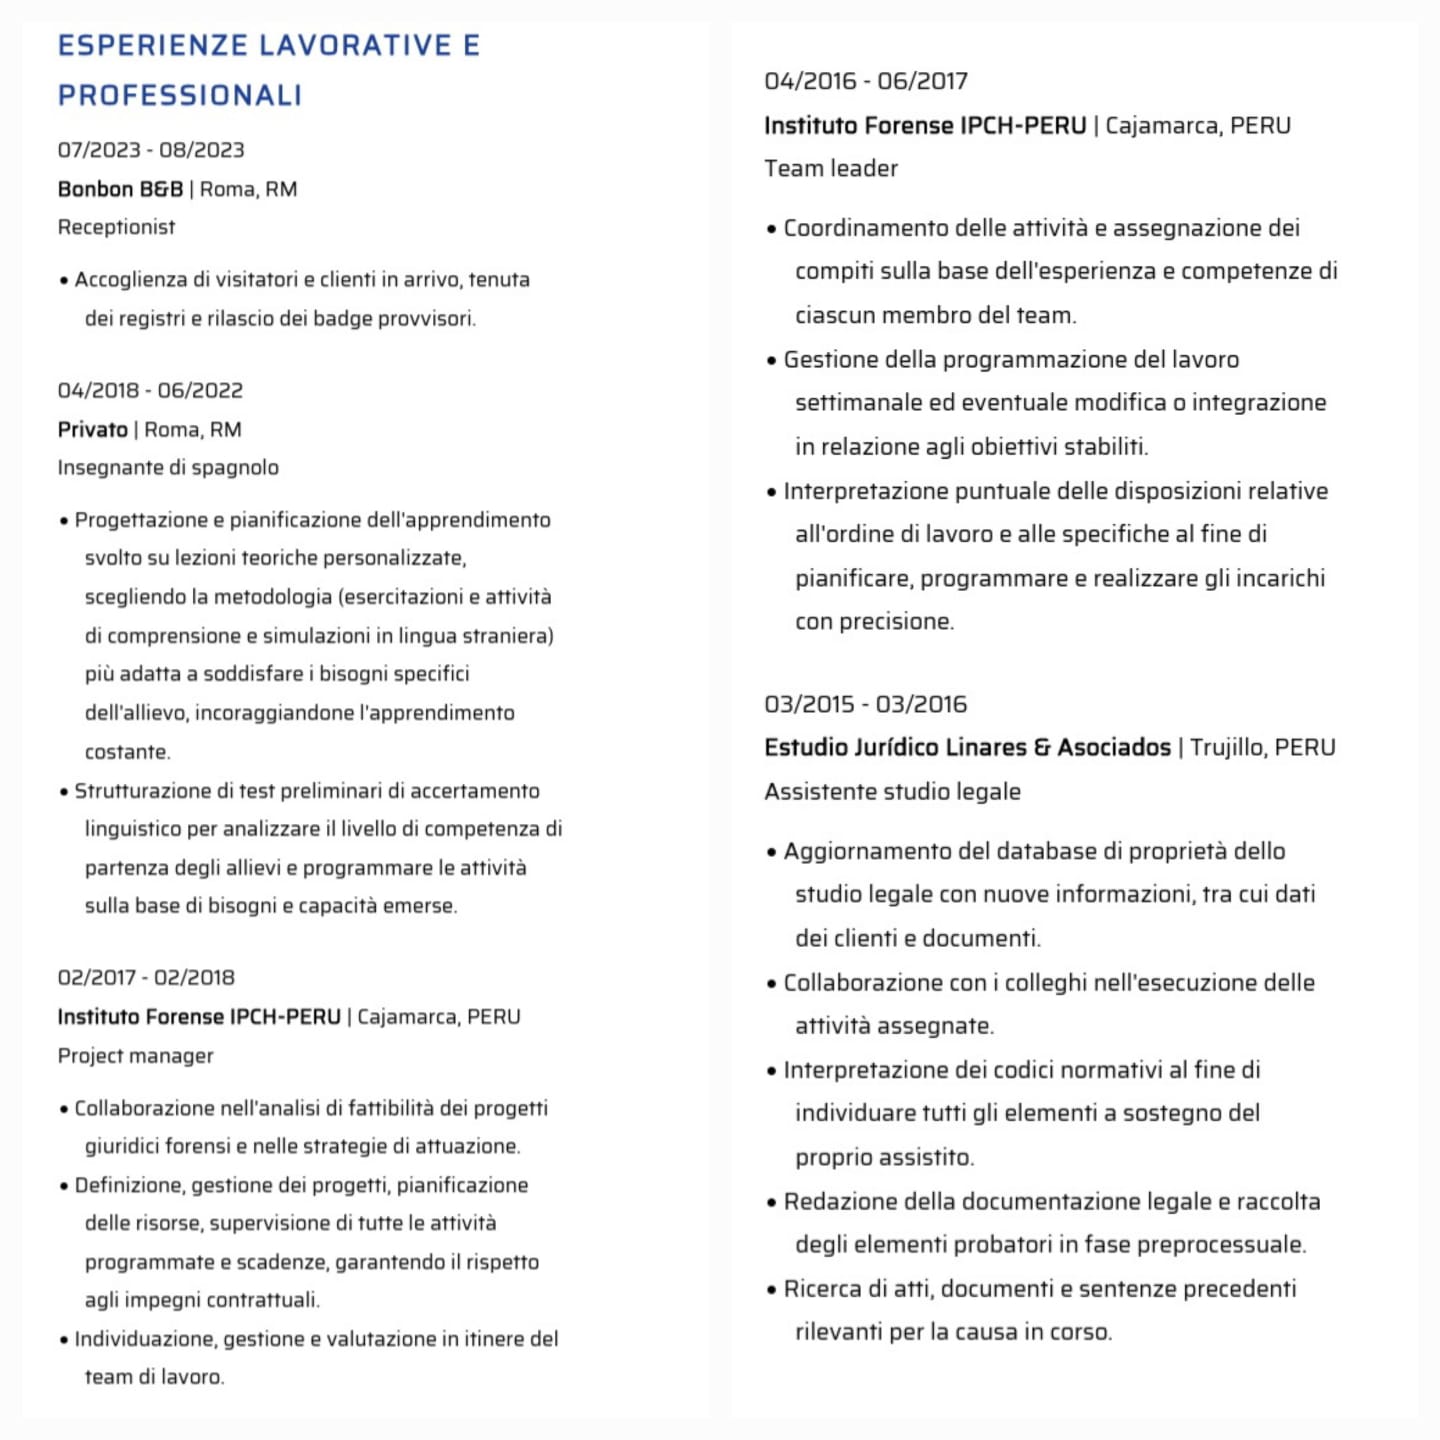 ESPERIENZE LAVORATIVE E
PROFESSIONALI
07/2023 - 08/2023
Bonbon B&B | Roma, RM
Receptionist
• Accoglienza di visitatori e clienti in arrivo, tenuta
dei registri e rilascio dei badge provvisori.
04/2018 - 06/2022
Privato | Roma, RM
Insegnante di spagnolo
• Progettazione e pianificazione dell'apprendimento
svolto su lezioni teoriche personalizzate,
scegliendo la metodologia (esercitazioni e attività
di comprensione e simulazioni in lingua straniera)
più adatta a soddisfare i bisogni specifici
dell'allievo, incoraggiandone l'apprendimento
costante.
• Strutturazione di test preliminari di accertamento
linguistico per analizzare il livello di competenza di
partenza degli allievi e programmare le attività
sulla base di bisogni e capacità emerse.
02/2017 - 02/2018
Instituto Forense IPCH-PERU | Cajamarca, PERU
Project manager
• Collaborazione nell'analisi di fattibilità dei progetti
giuridici forensi e nelle strategie di attuazione.
• Definizione, gestione dei progetti, pianificazione
delle risorse, supervisione di tutte le attività
programmate e scadenze, garantendo il rispetto
agli impegni contrattuali.
• Individuazione, gestione e valutazione in itinere del
team di lavoro.
04/2016 - 06/2017
Instituto Forense IPCH-PERU | Cajamarca, PERU
Team leader
• Coordinamento delle attività e assegnazione dei
compiti sulla base dell'esperienza e competenze di
ciascun membro del team.
• Gestione della programmazione del lavoro
settimanale ed eventuale modifica o integrazione
in relazione agli obiettivi stabiliti.
• Interpretazione puntuale delle disposizioni relative
all'ordine di lavoro e alle specifiche al fine di
pianificare, programmare e realizzare gli incarichi
con precisione.
03/2015 - 03/2016
Estudio Jurídico Linares & Asociados | Trujillo, PERU
Assistente studio legale
• Aggiornamento del database di proprietà dello
studio legale con nuove informazioni, tra cui dati
dei clienti e documenti.
• Collaborazione con i colleghi nell'esecuzione delle
attività assegnate.
• Interpretazione dei codici normativi al fine di
individuare tutti gli elementi a sostegno del
proprio assistito.
• Redazione della documentazione legale e raccolta
degli elementi probatori in fase preprocessuale.
• Ricerca di atti, documenti e sentenze precedenti
rilevanti per la causa in corso.